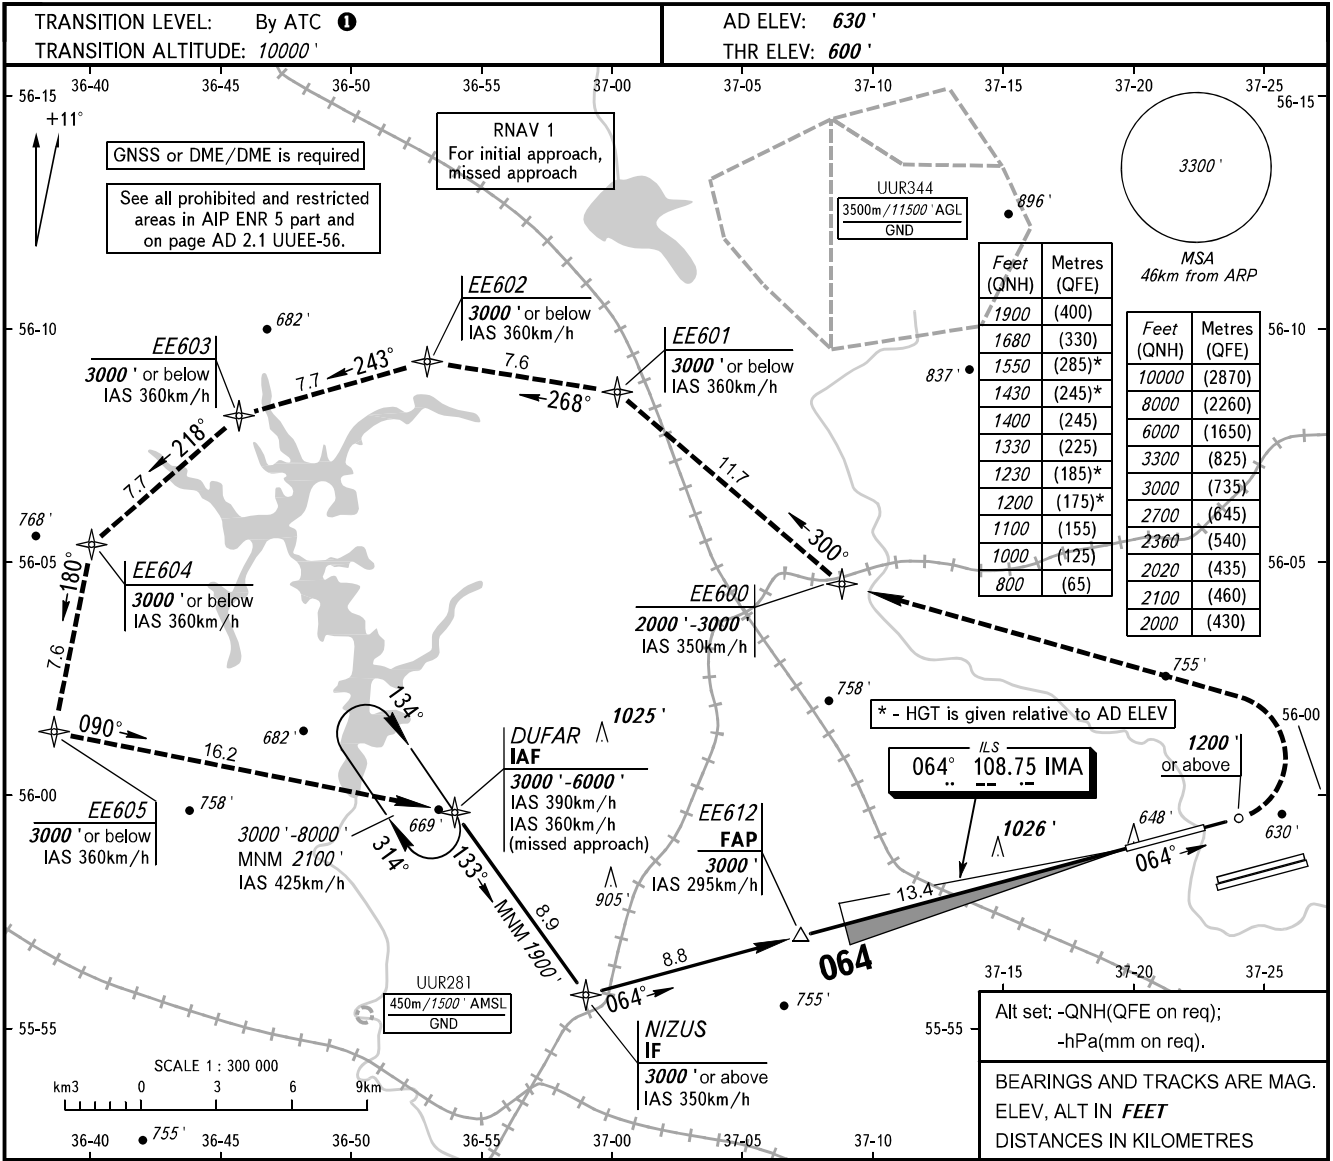 TRANSITION LEVEL: By ATC ❶
TRANSITION ALTITUDE: 10000 '
AD ELEV: 630 '
THR ELEV: 600 '
36-40 36-45 36-50 36-55 37-00 37-05 37-10 37-15 37-20 37-25
56-15
56-15
+11°
GNSS or DME/DME is required
See all prohibited and restricted
areas in AIP ENR 5 part and
on page AD 2.1 UUEE-56.
RNAV 1
For initial approach,
missed approach
UUR344
3500m/11500 ' AGL
GND
896 '
3300 '
MSA
46km from ARP
Feet Metres
(QNH) (QFE)
1900 (400)
1680 (330)
1550 (285)*
1430 (245)*
1400 (245)
1330 (225)
1230 (185)*
1200 (175)*
1100 (155)
1000 (125)
800 (65)
Feet Metres
(QNH) (QFE)
10000 (2870)
8000 (2260)
6000 (1650)
3300 (825)
3000 (735)
2700 (645)
2360 (540)
2020 (435)
2100 (460)
2000 (430)
56-10
56-10
682 '
837 '
EE602
3000 ' or below
IAS 360km/h
EE603
3000 ' or below
IAS 360km/h
EE601
3000 ' or below
IAS 360km/h
7.7
243°
7.6
268°
218°
7.7
11.7
300°
768 '
56-05
56-05
EE604
3000 ' or below
IAS 360km/h
180°
7.6
EE600
2000 '-3000 '
IAS 350km/h
755 '
758 '
* - HGT is given relative to AD ELEV
56-00
090°
16.2
682 '
134°
DUFAR
IAF
3000 '-6000 '
IAS 390km/h
IAS 360km/h
(missed approach)
1025 '
ILS
064° 108.75 IMA
1200 '
or above
56-00
EE605
3000 ' or below
IAS 360km/h
758 '
669 '
3000 '-8000 '
MNM 2100 '
IAS 425km/h
314°
133°
MNM 1900 '
8.9
905 '
EE612
FAP
3000 '
IAS 295km/h
1026 '
648 '
630 '
064°
13.4
064
8.8
064°
755 '
UUR281
450m/1500 ' AMSL
GND
NIZUS
IF
3000 ' or above
IAS 350km/h
37-15 37-20 37-25
55-55
55-55
Alt set: -QNH(QFE on req);
-hPa(mm on req).
BEARINGS AND TRACKS ARE MAG.
ELEV, ALT IN FEET
DISTANCES IN KILOMETRES
SCALE 1 : 300 000
km3 0 3 6 9km
755 '
36-40 36-45 36-50 36-55 37-00 37-05 37-10